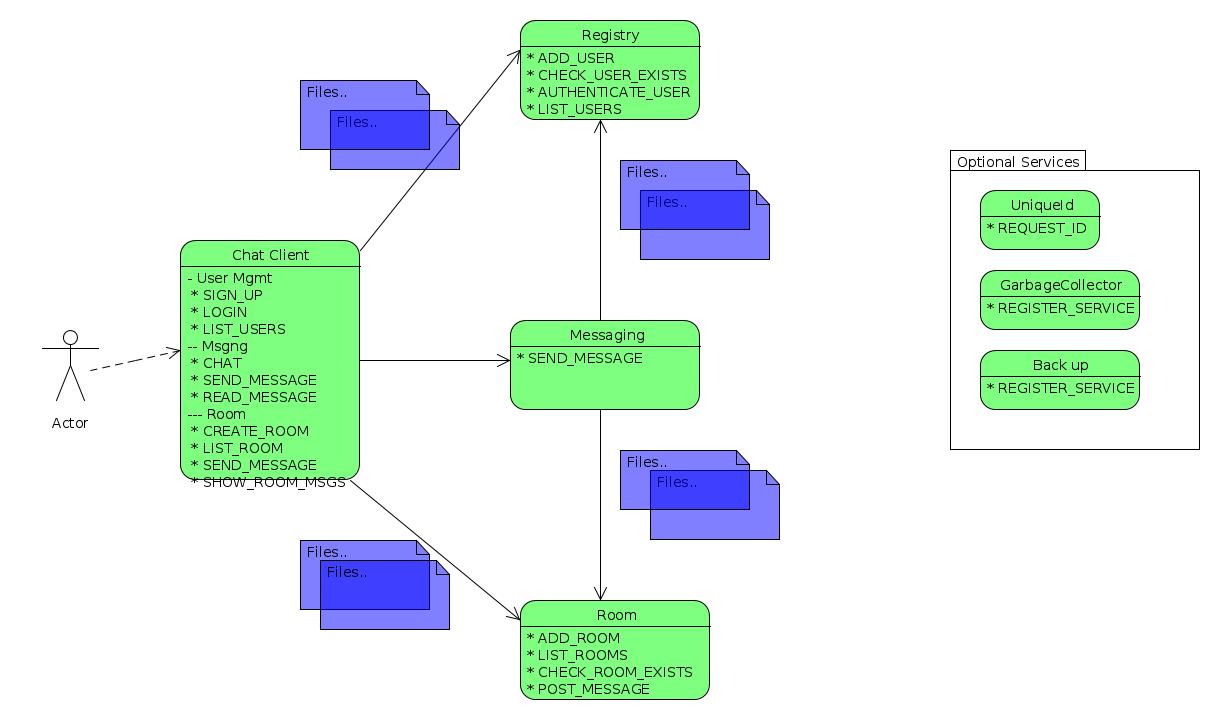 Registry
* ADD_USER
* CHECK_USER_EXISTS
* AUTHENTICATE_USER
* LIST_USERS
Files..
Files..
Files..
Files..
Optional Services
UniqueId
* REQUEST_ID
GarbageCollector
* REGISTER_SERVICE
Back up
* REGISTER_SERVICE
Chat Client
- User Mgmt
* SIGN_UP
* LOGIN
* LIST_USERS
-- Msgng
* CHAT
* SEND_MESSAGE
* READ_MESSAGE
--- Room
* CREATE_ROOM
* LIST_ROOM
* SEND_MESSAGE
* SHOW_ROOM_MSGS
Actor
Messaging
* SEND_MESSAGE
Files..
Files..
Files..
Files..
Room
* ADD_ROOM
* LIST_ROOMS
* CHECK_ROOM_EXISTS
* POST_MESSAGE